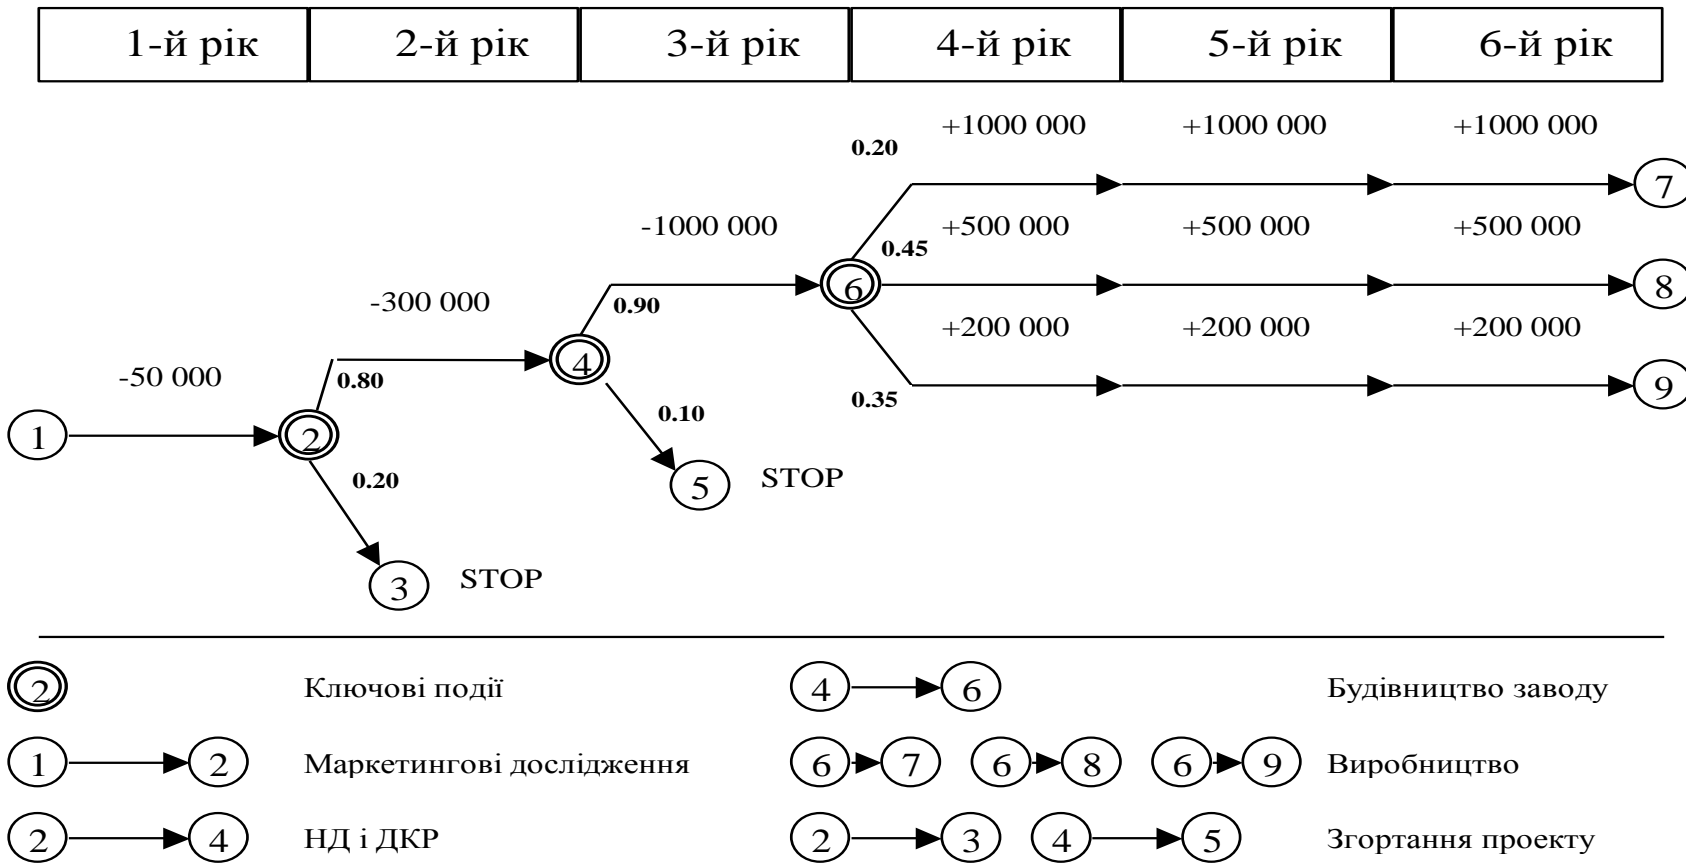 1-й рік 2-й рік 3-й рік 4-й рік 5-й рік 6-й рік
+1000 000 +1000 000 +1000 000
0.20
7
-1000 000 +500 000 +500 000 +500 000
0.45
6 8
-300 000 0.90
+200 000 +200 000 +200 000
4
-50 000 0.80
0.35 9
0.10
1 2
0.20 5 STOP
3 STOP
2 Ключові події 4 6 Будівництво заводу
1 2 Маркетингові дослідження 6 7 6 8 6 9 Виробництво
2 4 НД і ДКР 2 3 4 5 Згортання проекту